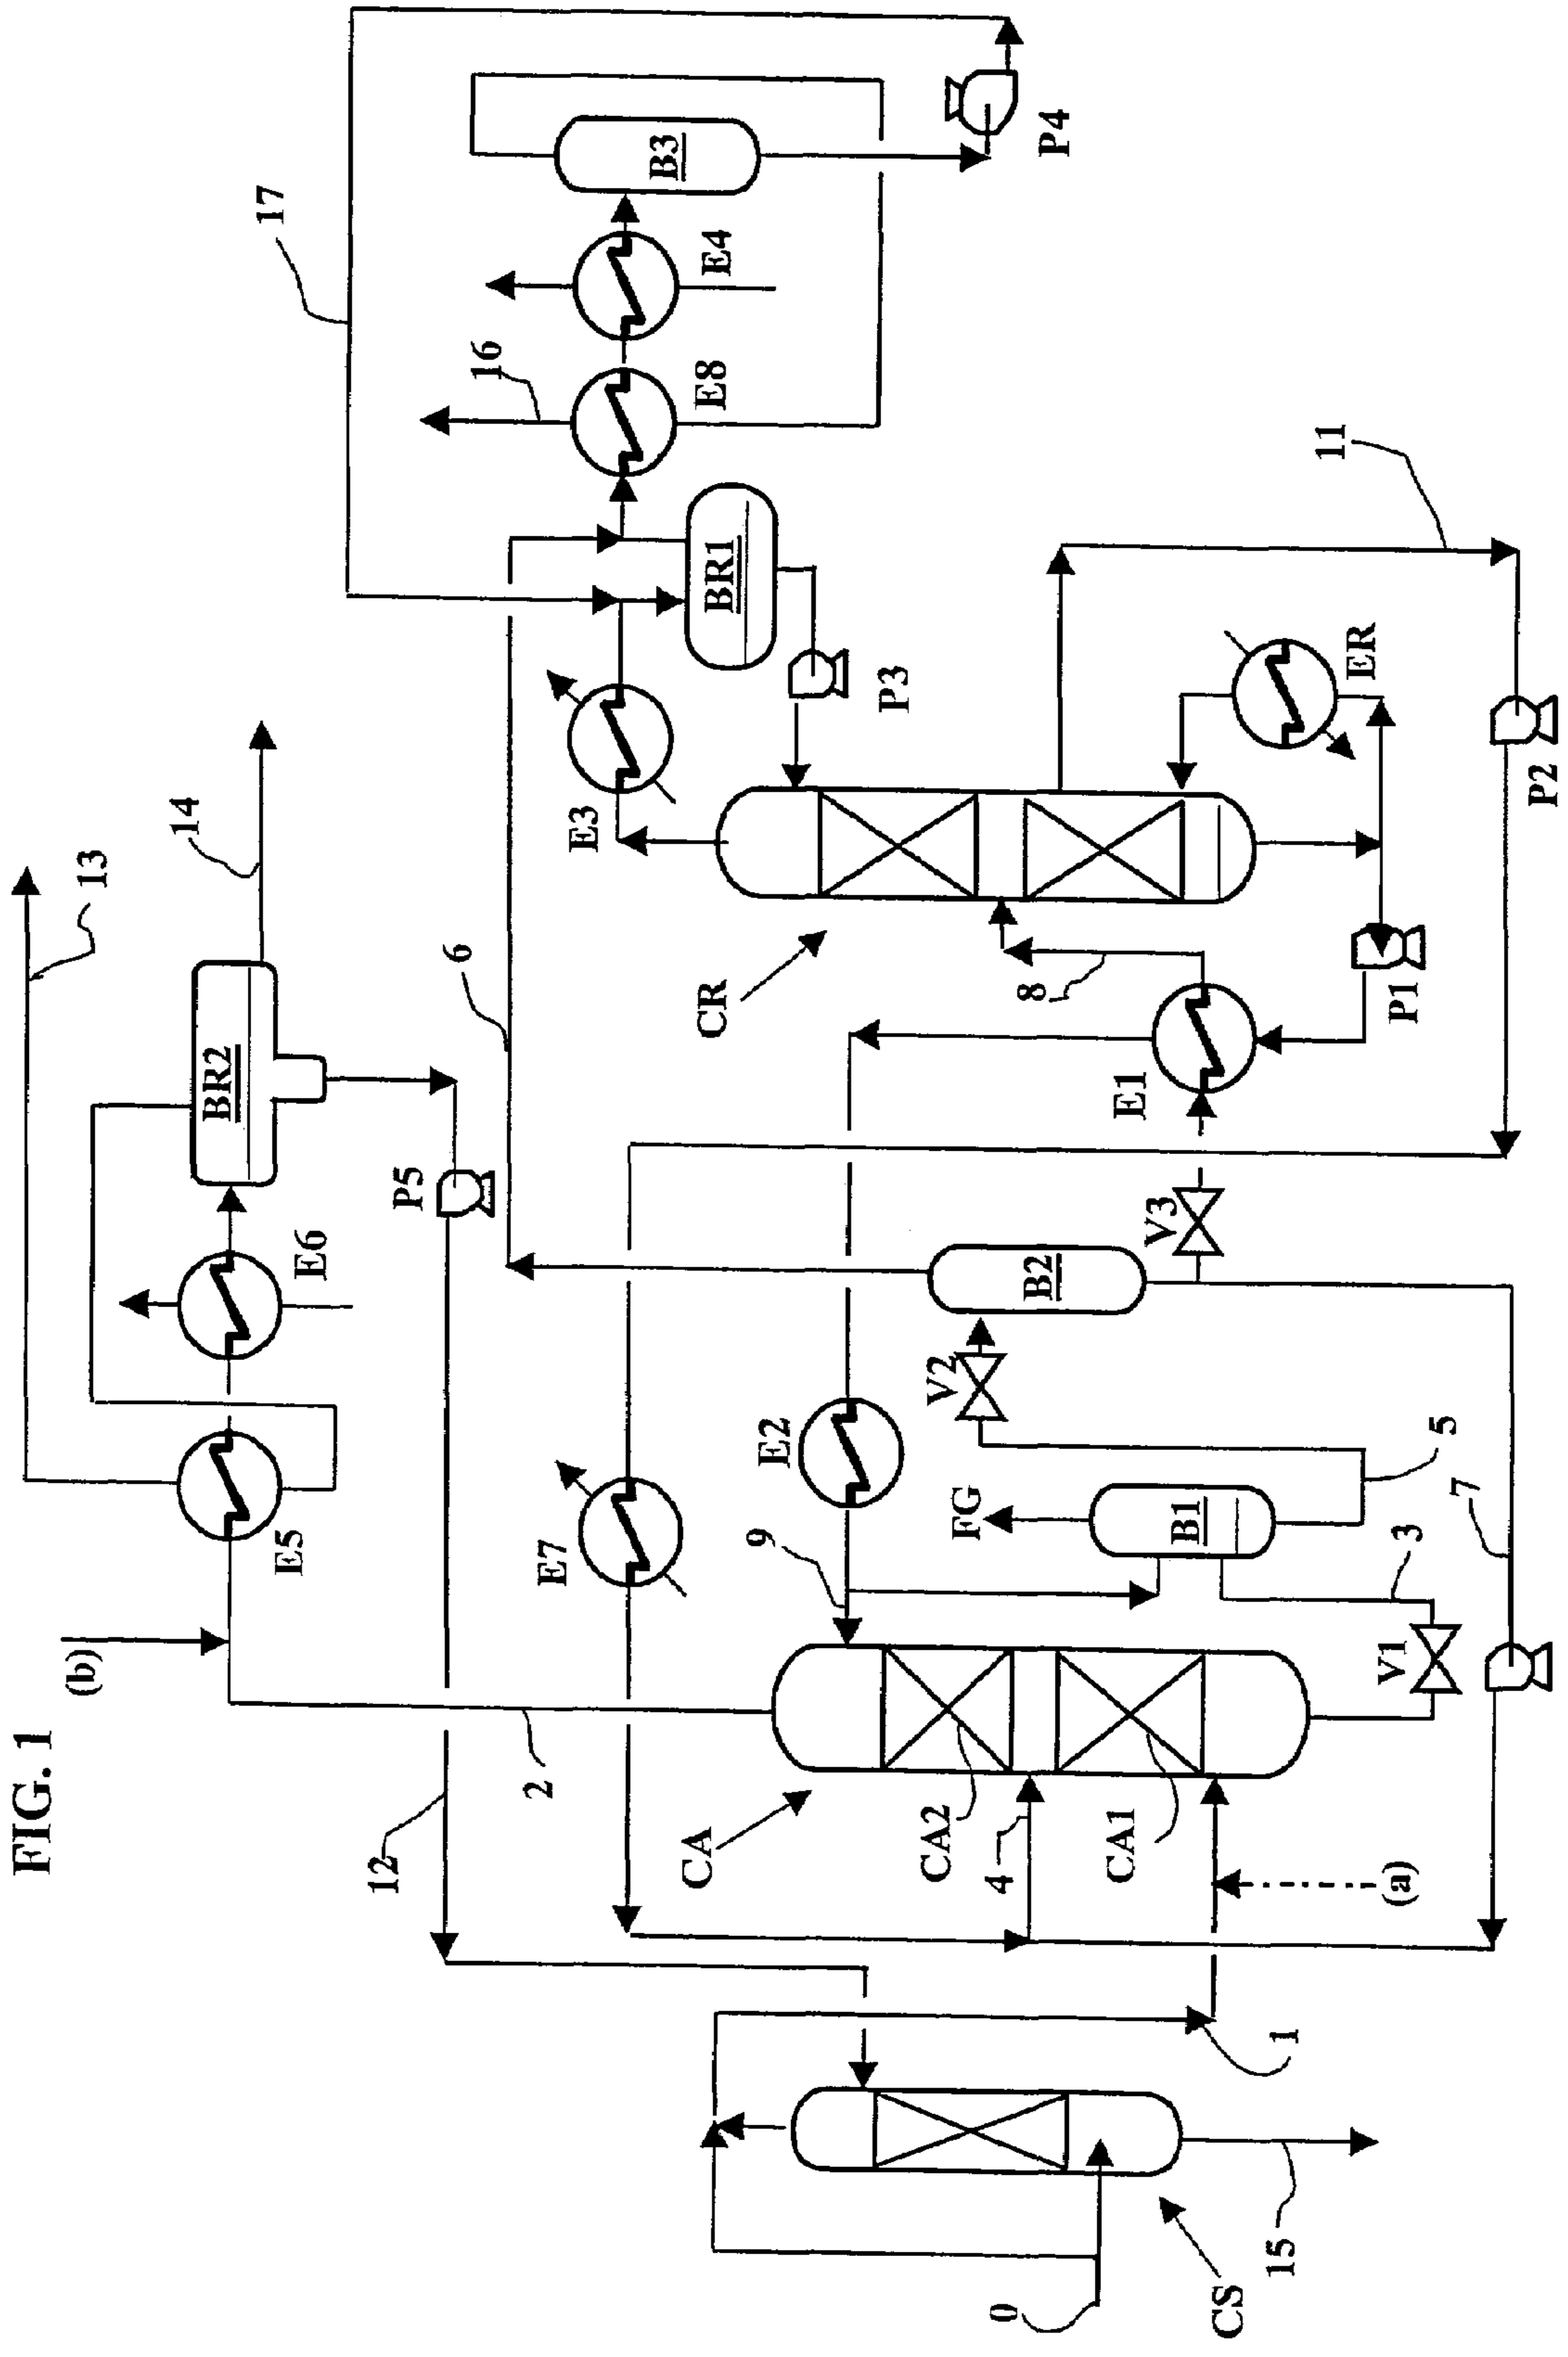 FIG. 1
(b)
13
14
BR2
E5
E6
P5
12
2
6
17
16
E8
E4
B3
P4
BR1
P3
E3
CR
8
E1
11
ER
P1
P2
E7
E2
9
FG
B1
V2
B2
V3
5
7
3
V1
CA
CA2
4
CA1
(a)
1
0
CS
15